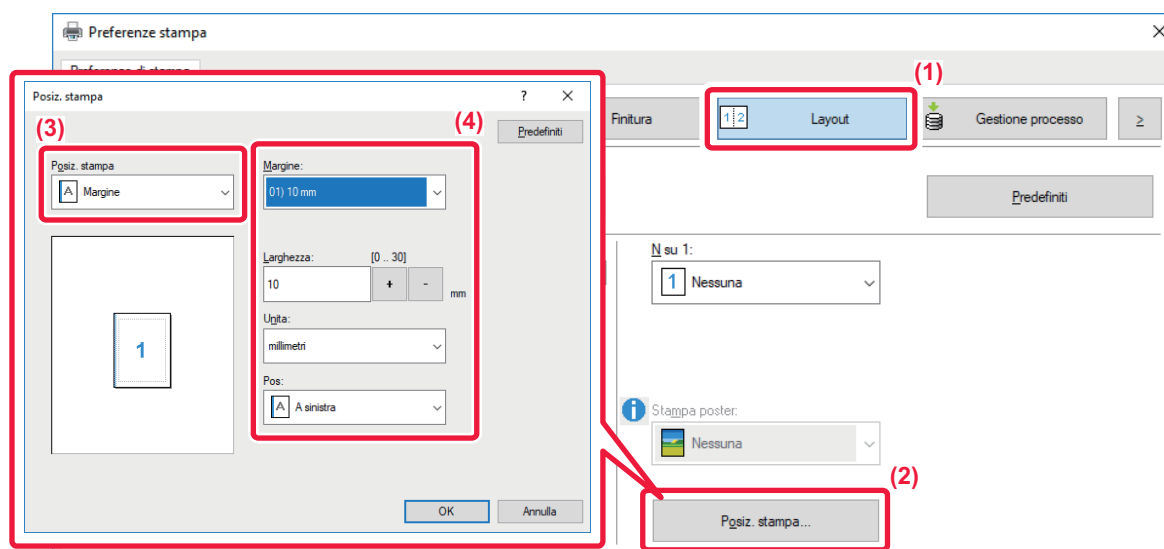 Preferenze stampa
Preferenze di stampa
(1)
Finitura
1 2 Layout
Gestione processo
≥
Predefiniti
N su 1:
1 Nessuna
Stampa poster:
Nessuna
(2)
Posiz. stampa...
Posiz. stampa
?
(3)
(4)
Predefiniti
Posiz. stampa
A Margine
1
Margine:
01) 10 mm
Larghezza: [0 .. 30]
10 + - mm
Unita:
millimetri
Pos:
A A sinistra
OK Annulla